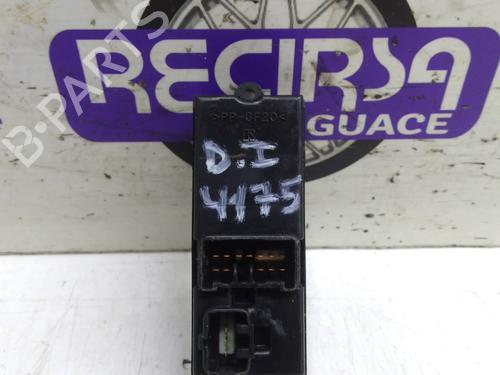 RECIRSA
GUACE
>PP-GF20<
D.I
4175
B-Parts